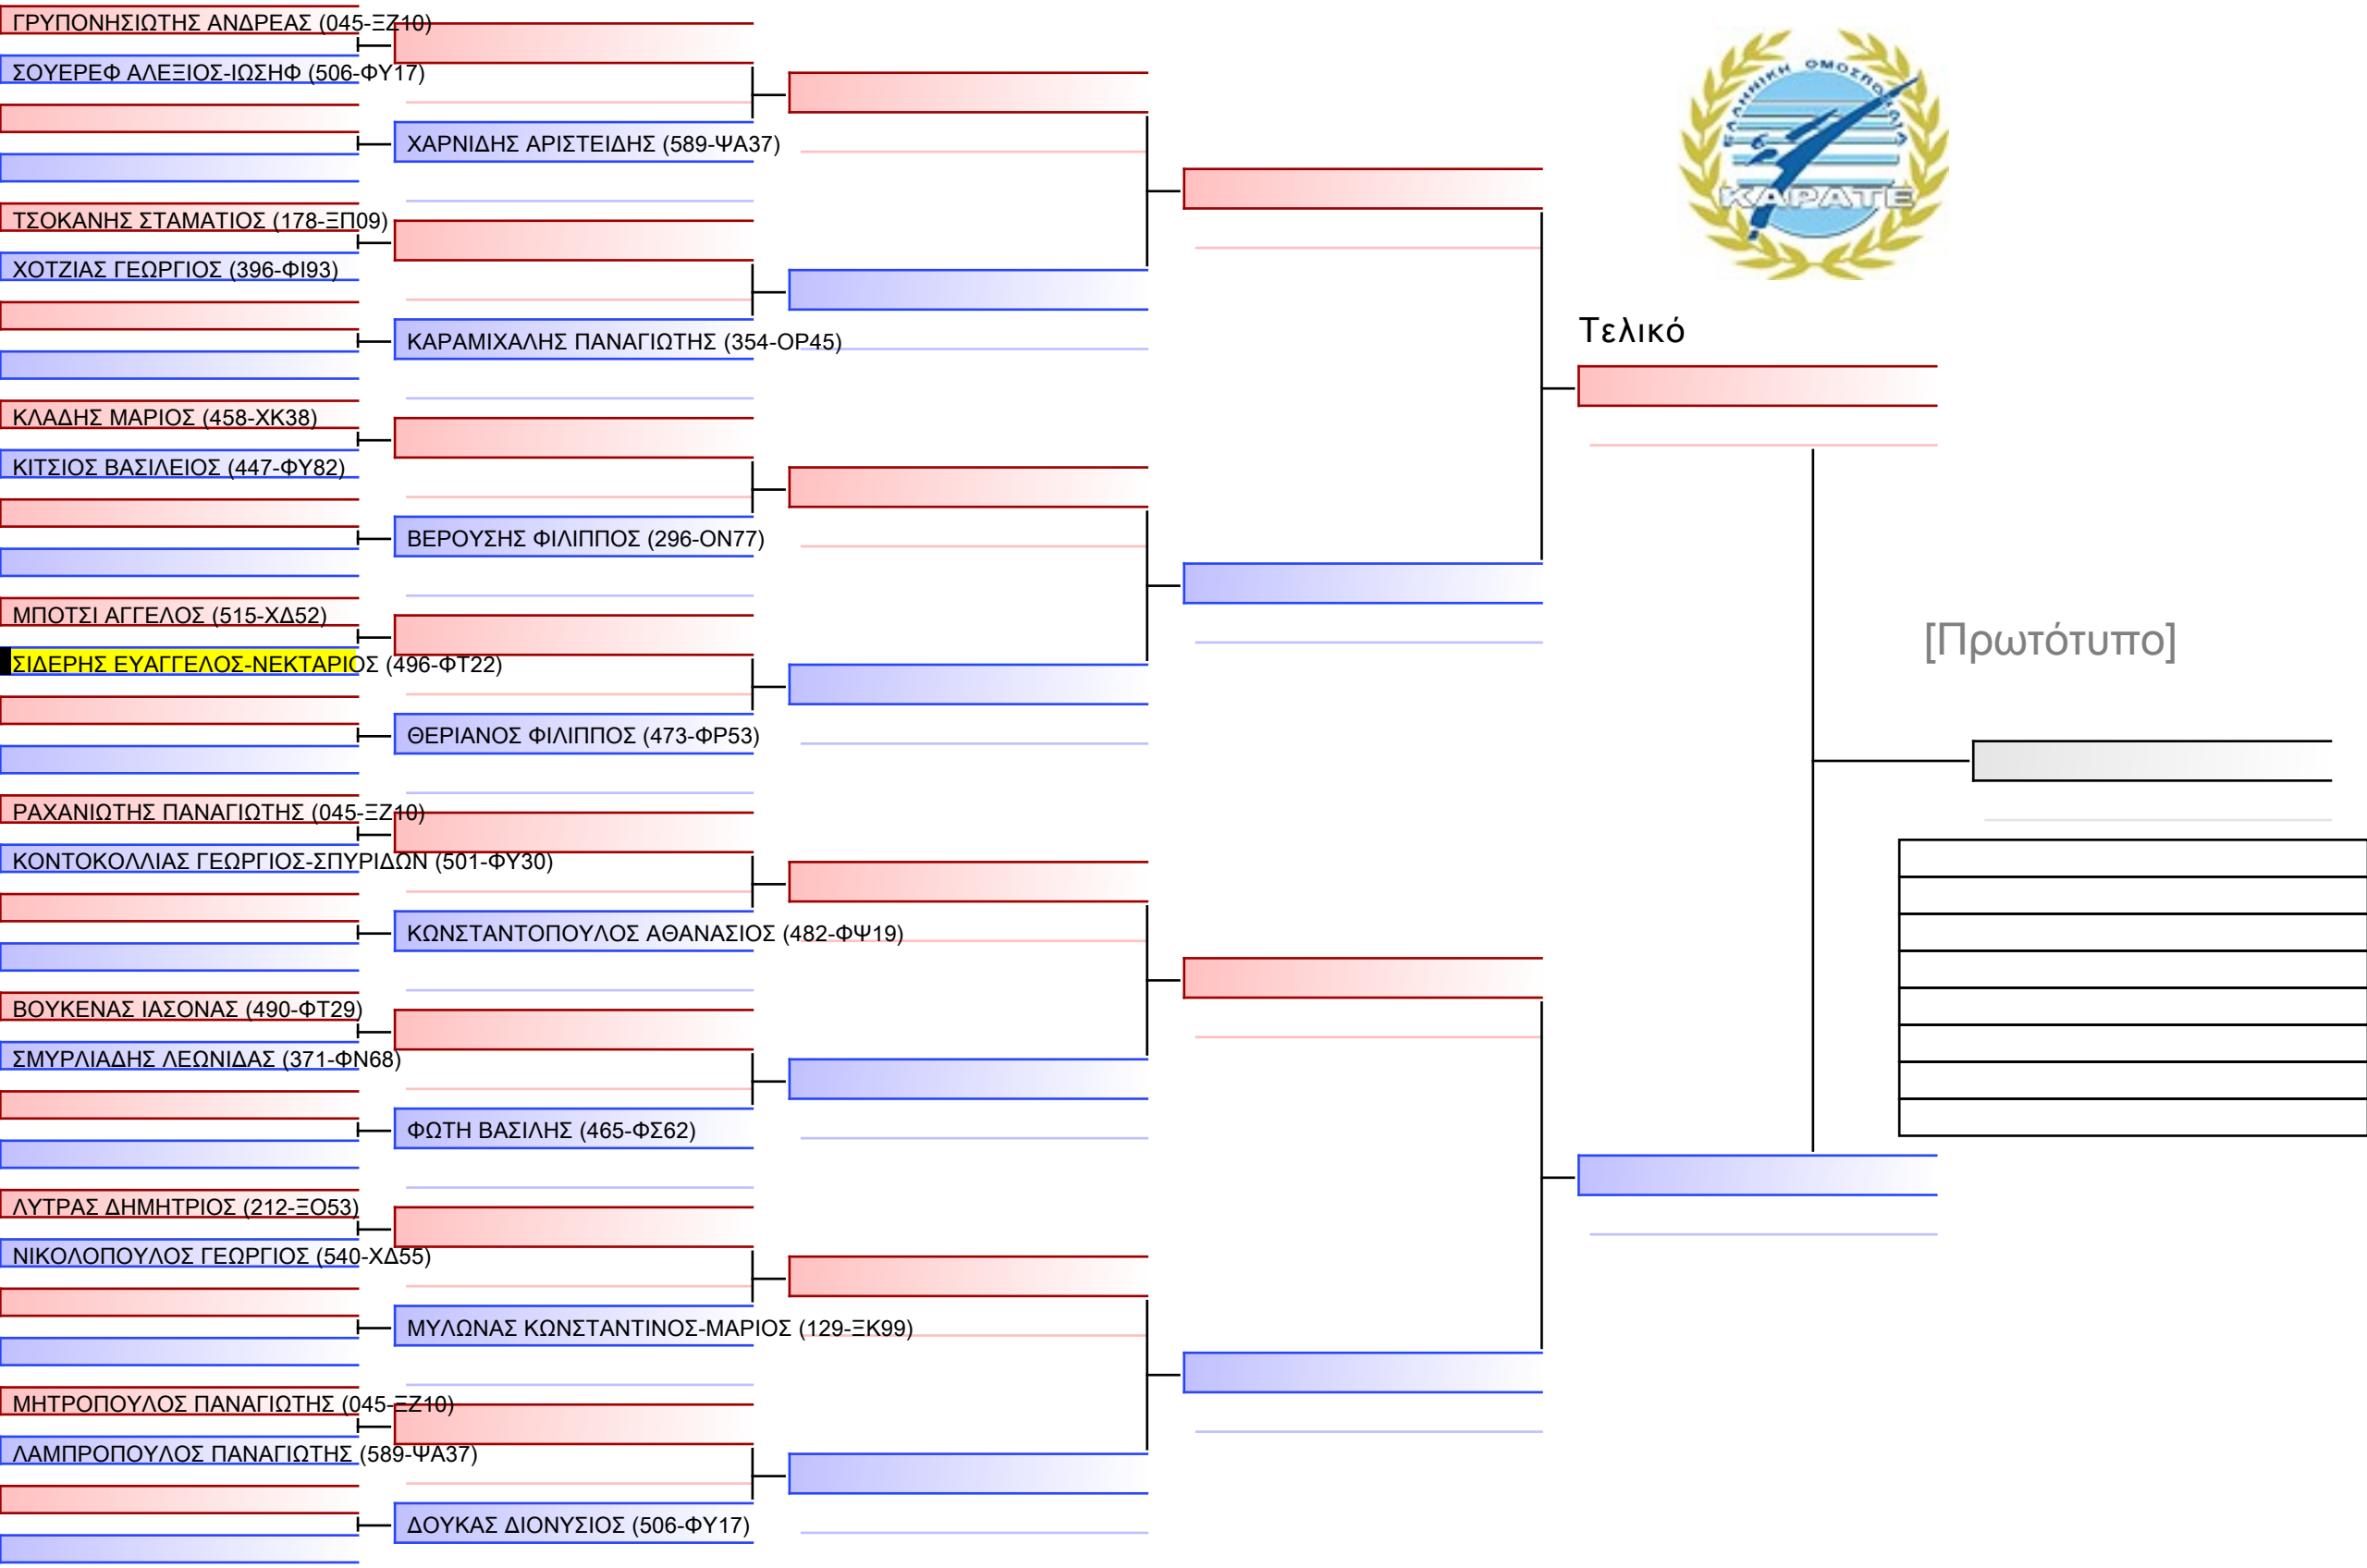 ΓΡΥΠΟΝΗΣΙΩΤΗΣ ΑΝΔΡΕΑΣ (045-ΞΖ10)
ΣΟΥΕΡΕΦ ΑΛΕΞΙΟΣ-ΙΩΣΗΦ (506-ΦΥ17)
ΧΑΡΝΙΔΗΣ ΑΡΙΣΤΕΙΔΗΣ (589-ΨΑ37)
ΤΣΟΚΑΝΗΣ ΣΤΑΜΑΤΙΟΣ (178-ΞΠ09)
ΧΟΤΖΙΑΣ ΓΕΩΡΓΙΟΣ (396-ΦΙ93)
ΚΑΡΑΜΙΧΑΛΗΣ ΠΑΝΑΓΙΩΤΗΣ (354-ΟΡ45)
ΚΛΑΔΗΣ ΜΑΡΙΟΣ (458-ΧΚ38)
ΚΙΤΣΙΟΣ ΒΑΣΙΛΕΙΟΣ (447-ΦΥ82)
ΒΕΡΟΥΣΗΣ ΦΙΛΙΠΠΟΣ (296-ΟΝ77)
ΜΠΟΤΣΙ ΑΓΓΕΛΟΣ (515-ΧΔ52)
ΣΙΔΕΡΗΣ ΕΥΑΓΓΕΛΟΣ-ΝΕΚΤΑΡΙΟΣ (496-ΦΤ22)
ΘΕΡΙΑΝΟΣ ΦΙΛΙΠΠΟΣ (473-ΦΡ53)
ΡΑΧΑΝΙΩΤΗΣ ΠΑΝΑΓΙΩΤΗΣ (045-ΞΖ10)
ΚΟΝΤΟΚΟΛΛΙΑΣ ΓΕΩΡΓΙΟΣ-ΣΠΥΡΙΔΩΝ (501-ΦΥ30)
ΚΩΝΣΤΑΝΤΟΠΟΥΛΟΣ ΑΘΑΝΑΣΙΟΣ (482-ΦΨ19)
ΒΟΥΚΕΝΑΣ ΙΑΣΟΝΑΣ (490-ΦΤ29)
ΣΜΥΡΛΙΑΔΗΣ ΛΕΩΝΙΔΑΣ (371-ΦΝ68)
ΦΩΤΗ ΒΑΣΙΛΗΣ (465-ΦΣ62)
ΛΥΤΡΑΣ ΔΗΜΗΤΡΙΟΣ (212-ΞΟ53)
ΝΙΚΟΛΟΠΟΥΛΟΣ ΓΕΩΡΓΙΟΣ (540-ΧΔ55)
ΜΥΛΩΝΑΣ ΚΩΝΣΤΑΝΤΙΝΟΣ-ΜΑΡΙΟΣ (129-ΞΚ99)
ΜΗΤΡΟΠΟΥΛΟΣ ΠΑΝΑΓΙΩΤΗΣ (045-ΞΖ10)
ΛΑΜΠΡΟΠΟΥΛΟΣ ΠΑΝΑΓΙΩΤΗΣ (589-ΨΑ37)
ΔΟΥΚΑΣ ΔΙΟΝΥΣΙΟΣ (506-ΦΥ17)
ΕΛΛΗΝΙΚΗ ΟΜΟΣΠΟΝΔΙΑ
ΚΑΡΑΤΕ
Τελικό
[Πρωτότυπο]